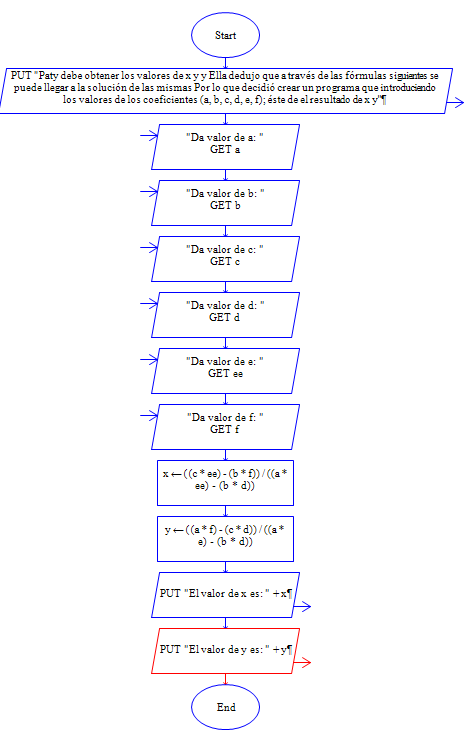 Start
PUT "Paty debe obtener los valores de x y y Ella dedujo que a través de las fórmulas siguientes se
puede llegar a la solución de las mismas Por lo que decidió crear un programa que introduciendo
los valores de los coeficientes (a, b, c, d, e, f); éste de el resultado de x y"¶
"Da valor de a: "
GET a
"Da valor de b: "
GET b
"Da valor de c: "
GET c
"Da valor de d: "
GET d
"Da valor de e: "
GET ee
"Da valor de f: "
GET f
x ← ((c * ee) - (b * f)) / ((a *
ee) - (b * d))
y ← ((a * f) - (c * d)) / ((a *
e) - (b * d))
PUT "El valor de x es: " + x¶
PUT "El valor de y es: " + y¶
End